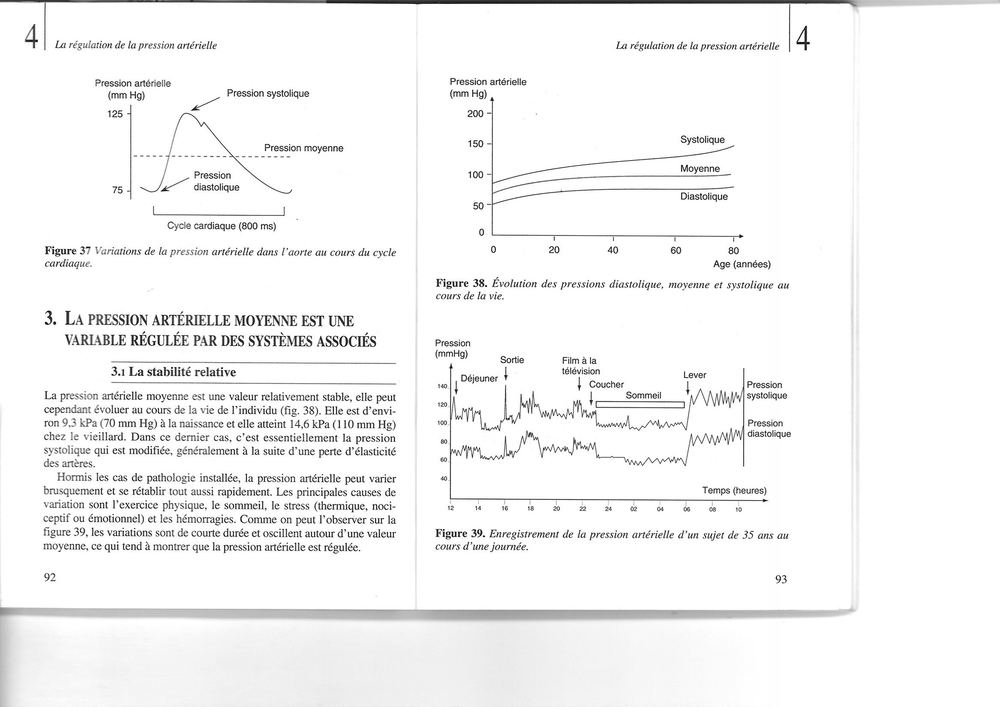 4
La régulation de la pression artérielle
Pression artérielle
(mm Hg)
Pression systolique
125
Pression moyenne
Pression
diastolique
75
Cycle cardiaque (800 ms)
Figure 37 Variations de la pression artérielle dans l'aorte au cours du cycle
cardiaque.
3. LA PRESSION ARTÉRIELLE MOYENNE EST UNE
VARIABLE RÉGULÉE PAR DES SYSTÈMES ASSOCIÉS
3.1 La stabilité relative
La pression artérielle moyenne est une valeur relativement stable, elle peut
cependant évoluer au cours de la vie de l'individu (fig. 38). Elle est d'envi-
ron 9,3 kPa (70 mm Hg) à la naissance et elle atteint 14,6 kPa (110 mm Hg)
chez le vieillard. Dans ce dernier cas, c'est essentiellement la pression
systolique qui est modifiée, généralement à la suite d'une perte d'élasticité
des artères.
Hormis les cas de pathologie installée, la pression artérielle peut varier
brusquement et se rétablir tout aussi rapidement. Les principales causes de
variation sont l'exercice physique, le sommeil, le stress (thermique, noci-
ceptif ou émotionnel) et les hémorragies. Comme on peut l'observer sur la
figure 39, les variations sont de courte durée et oscillent autour d'une valeur
moyenne, ce qui tend à montrer que la pression artérielle est régulée.
92
La régulation de la pression artérielle
4
Pression artérielle
(mm Hg)
200
150
100
50
0
Systolique
Moyenne
Diastolique
0 20 40 60 80
Age (années)
Figure 38. Évolution des pressions diastolique, moyenne et systolique au
cours de la vie.
Pression
(mmHg)
Sortie
Film à la
télévision
Déjeuner
Coucher
Sommeil
Lever
Pression
systolique
Pression
diastolique
140
120
100
80
60
40
Temps (heures)
12 14 16 18 20 22 24 02 04 06 08 10
Figure 39. Enregistrement de la pression artérielle d'un sujet de 35 ans au
cours d'une journée.
93